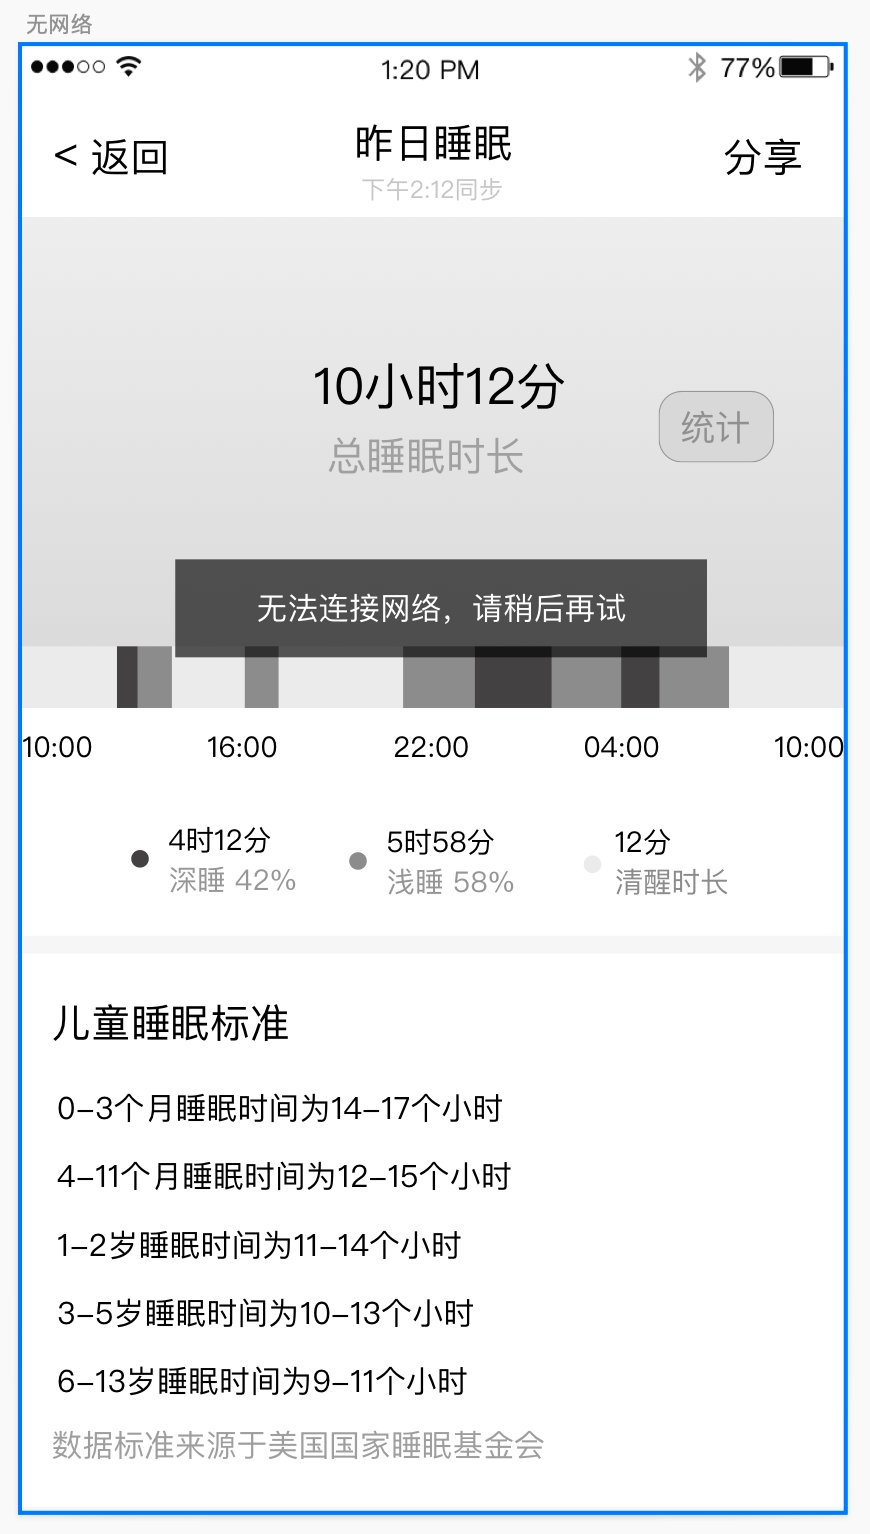 无网络
1:20 PM
77%
< 返回
昨日睡眠
分享
下午2:12同步
10小时12分
统计
总睡眠时长
无法连接网络，请稍后再试
10:00 16:00 22:00 04:00 10:00
4时12分 5时58分 12分
深睡 42% 浅睡 58% 清醒时长
儿童睡眠标准
0–3个月睡眠时间为14–17个小时
4–11个月睡眠时间为12–15个小时
1–2岁睡眠时间为11–14个小时
3–5岁睡眠时间为10–13个小时
6–13岁睡眠时间为9–11个小时
数据标准来源于美国国家睡眠基金会